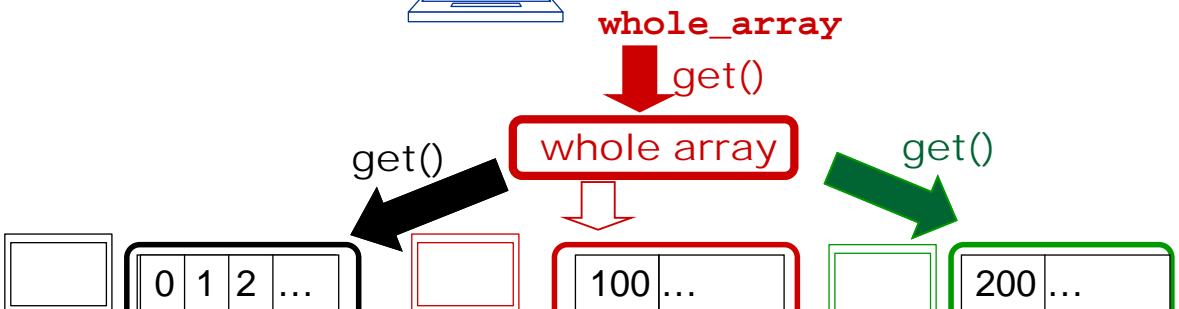 whole_array
get()
whole array
get()
get()
0 1 2 ...
100 ...
200 ...